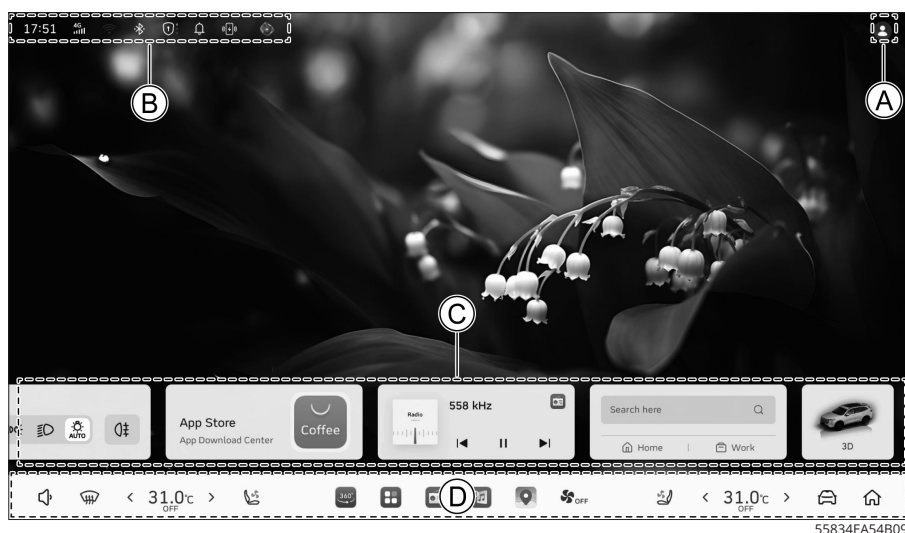 17:51 4G
A
B
C
AUTO
App Store
App Download Center
Coffee
Radio
558 kHz
Search here
Home | Work
3D
31.0°C
OFF
360°
D
OFF
31.0°C
OFF
55834EA54B09